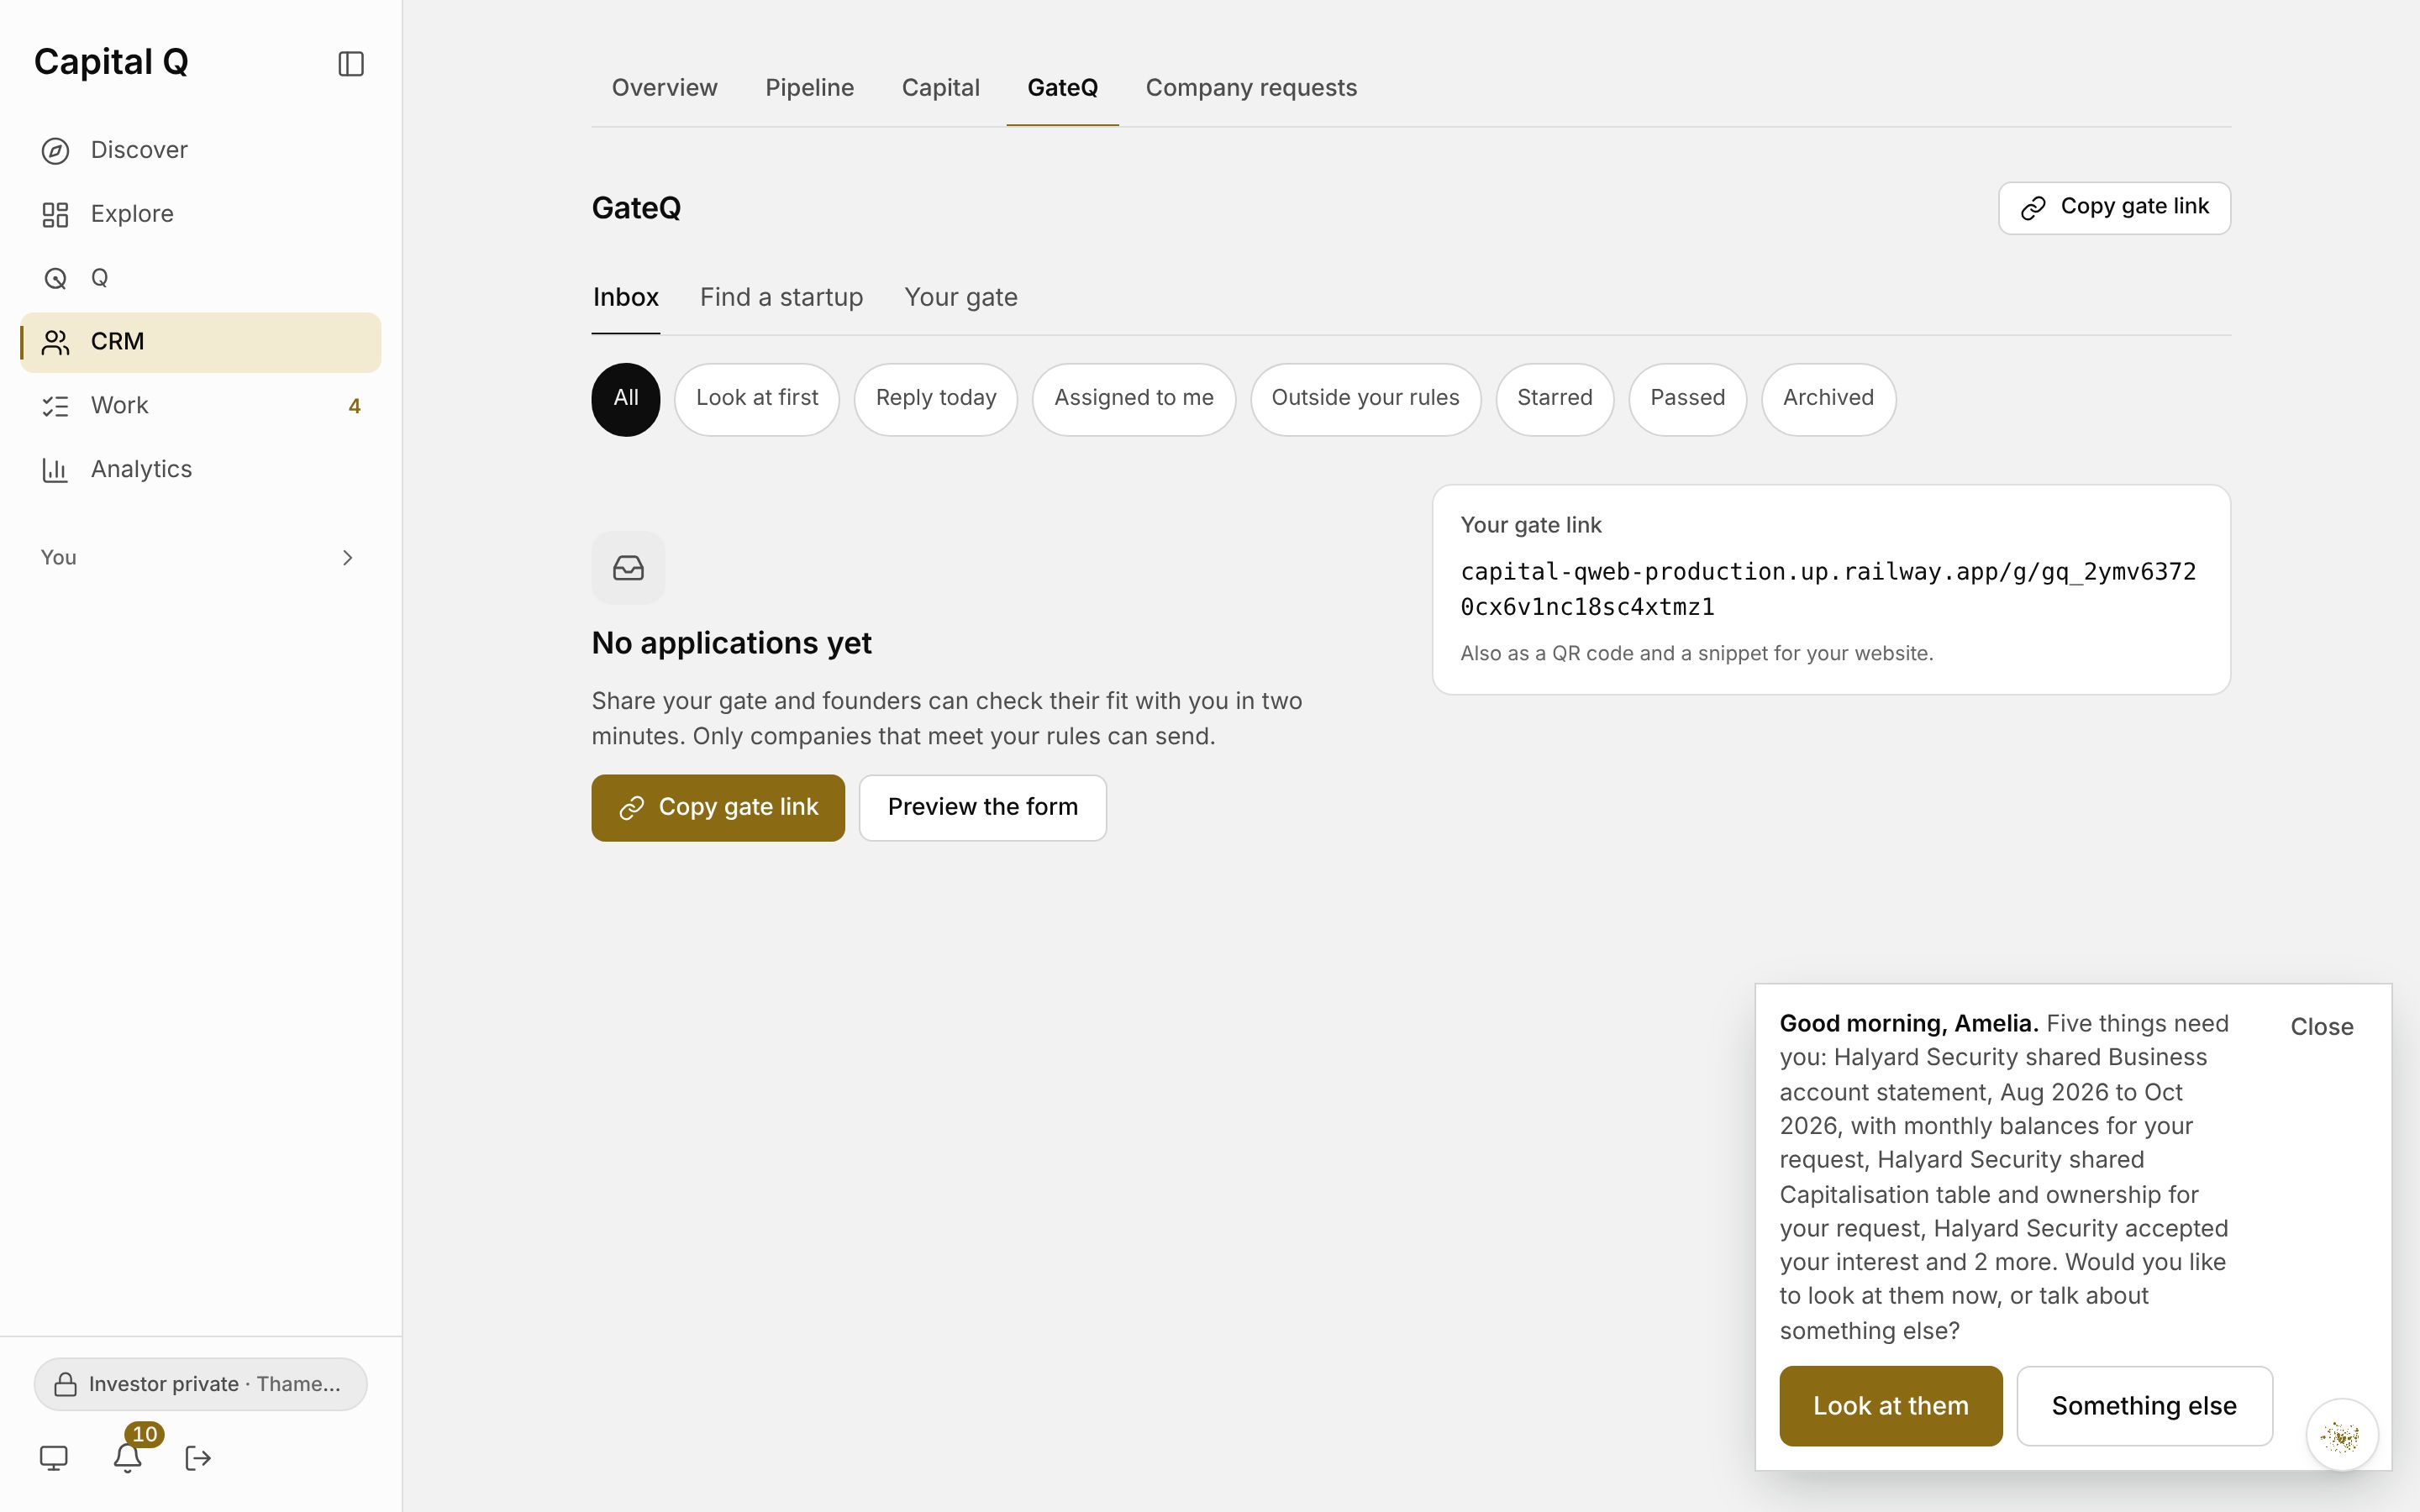 Capital Q
Discover
Explore
Q
CRM
Work 4
Analytics
You
Investor private · Thame...
10
Overview Pipeline Capital GateQ Company requests
GateQ
Copy gate link
Inbox Find a startup Your gate
All Look at first Reply today Assigned to me Outside your rules Starred Passed Archived
No applications yet
Share your gate and founders can check their fit with you in two
minutes. Only companies that meet your rules can send.
Copy gate link Preview the form
Your gate link
capital-qweb-production.up.railway.app/g/gq_2ymv6372
0cx6v1nc18sc4xtmz1
Also as a QR code and a snippet for your website.
Good morning, Amelia. Five things need
you: Halyard Security shared Business
account statement, Aug 2026 to Oct
2026, with monthly balances for your
request, Halyard Security shared
Capitalisation table and ownership for
your request, Halyard Security accepted
your interest and 2 more. Would you like
to look at them now, or talk about
something else?
Close
Look at them Something else